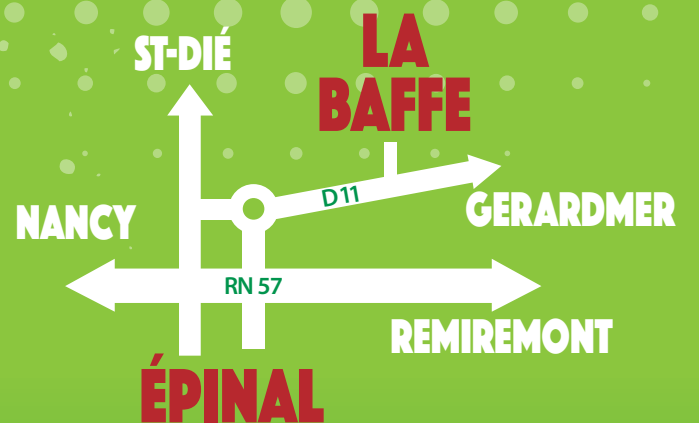 LA
BAFFE
ST-DIÉ
D11
NANCY
GERARDMER
RN 57
REMIREMONT
ÉPINAL